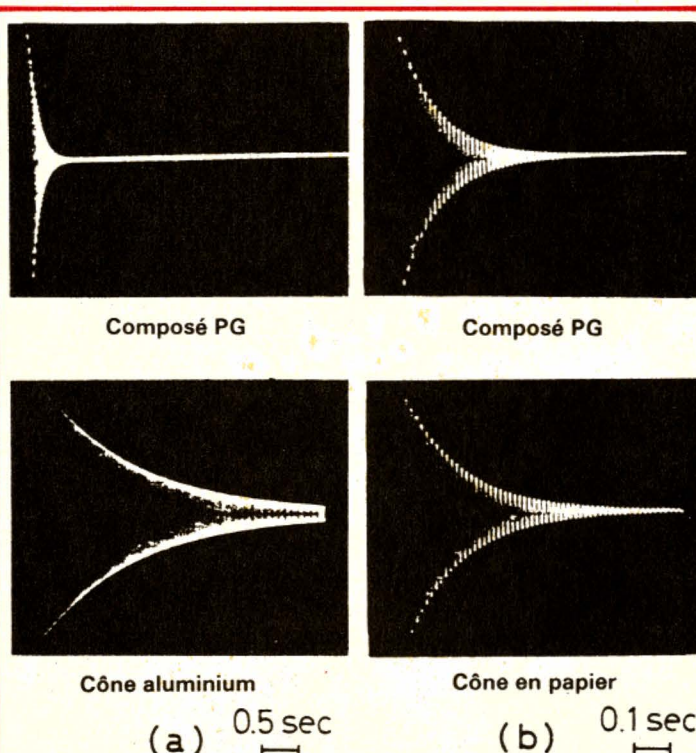 Composé PG
Composé PG
Cône aluminium
Cône en papier
(a) 0.5 sec
(b) 0.1 sec